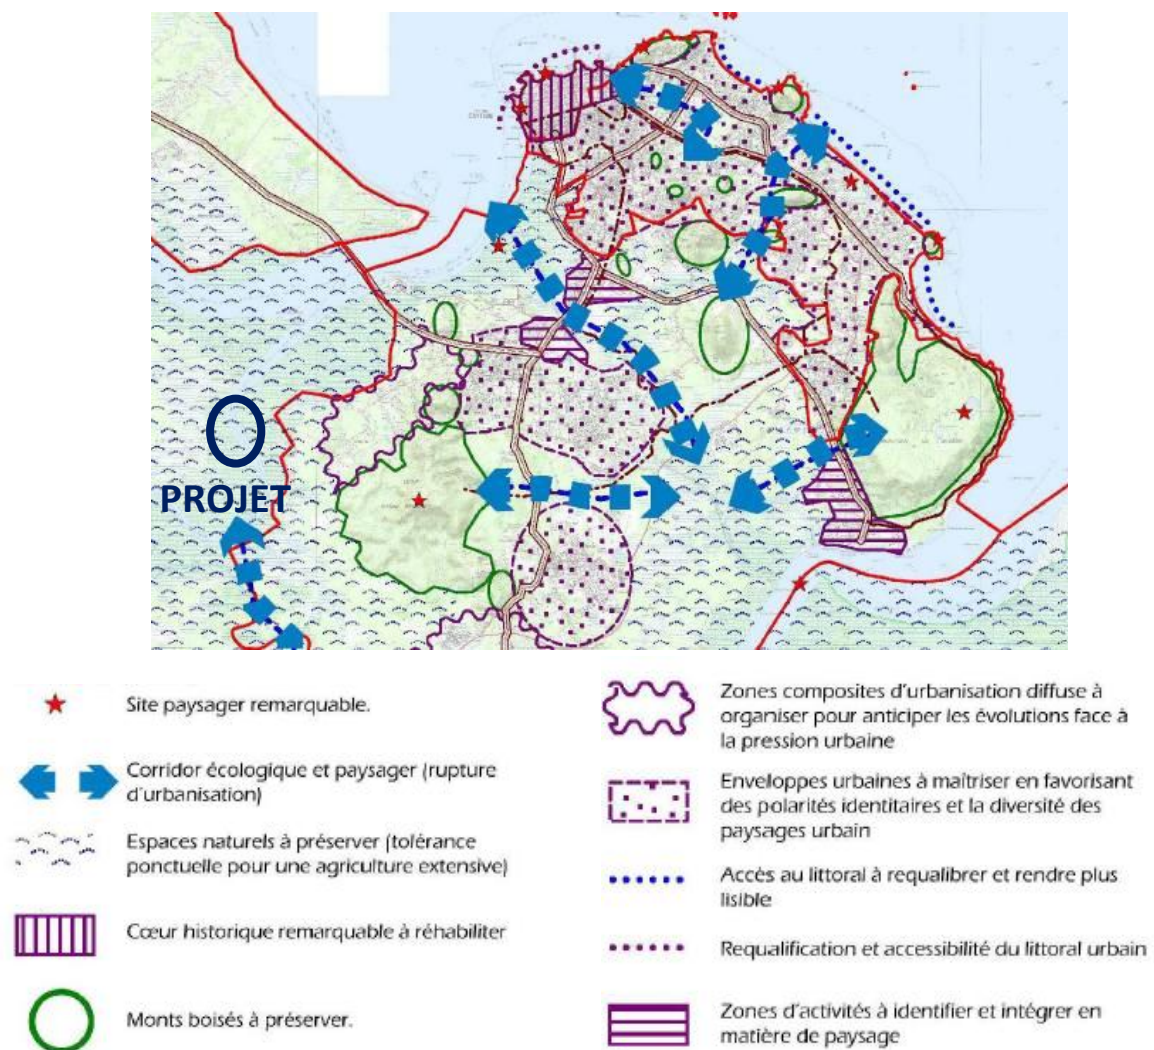 PROJET
Site paysager remarquable.
Corridor écologique et paysager (rupture
d'urbanisation)
Espaces naturels à préserver (tolérance
ponctuelle pour une agriculture extensive)
Cœur historique remarquable à réhabiliter
Monts boisés à préserver.
Zones composites d'urbanisation diffuse à
organiser pour anticiper les évolutions face à
la pression urbaine
Enveloppes urbaines à maîtriser en favorisant
des polarités identitaires et la diversité des
paysages urbain
Accès au littoral à requalibrer et rendre plus
lisible
Requalification et accessibilité du littoral urbain
Zones d'activités à identifier et intégrer en
matière de paysage